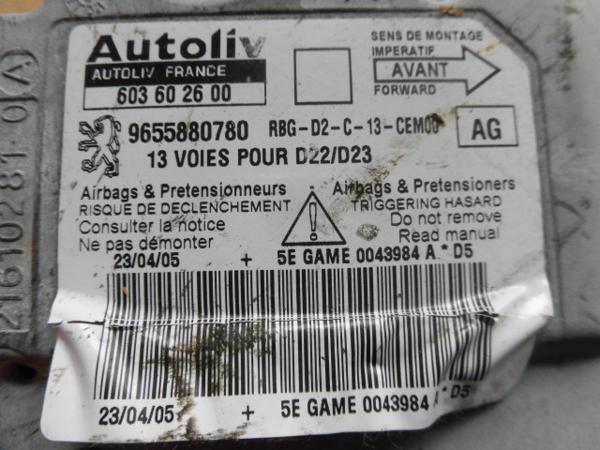 Autoliv
AUTOLIV FRANCE
603 60 26 00
SENS DE MONTAGE
IMPERATIF
AVANT
FORWARD
9655880780 RBG-D2-C-13-CEM00 AG
13 VOIES POUR D22/D23
Airbags & Pretensionneurs
RISQUE DE DECLENCHEMENT
Consulter la notice
Ne pas démonter
Airbags & Pretensioners
TRIGGERING HASARD
Do not remove
Read manual
23/04/05 + 5E GAME 0043984 A * D5
23/04/05 + 5E GAME 0043984 A * D5
21610281 0 A